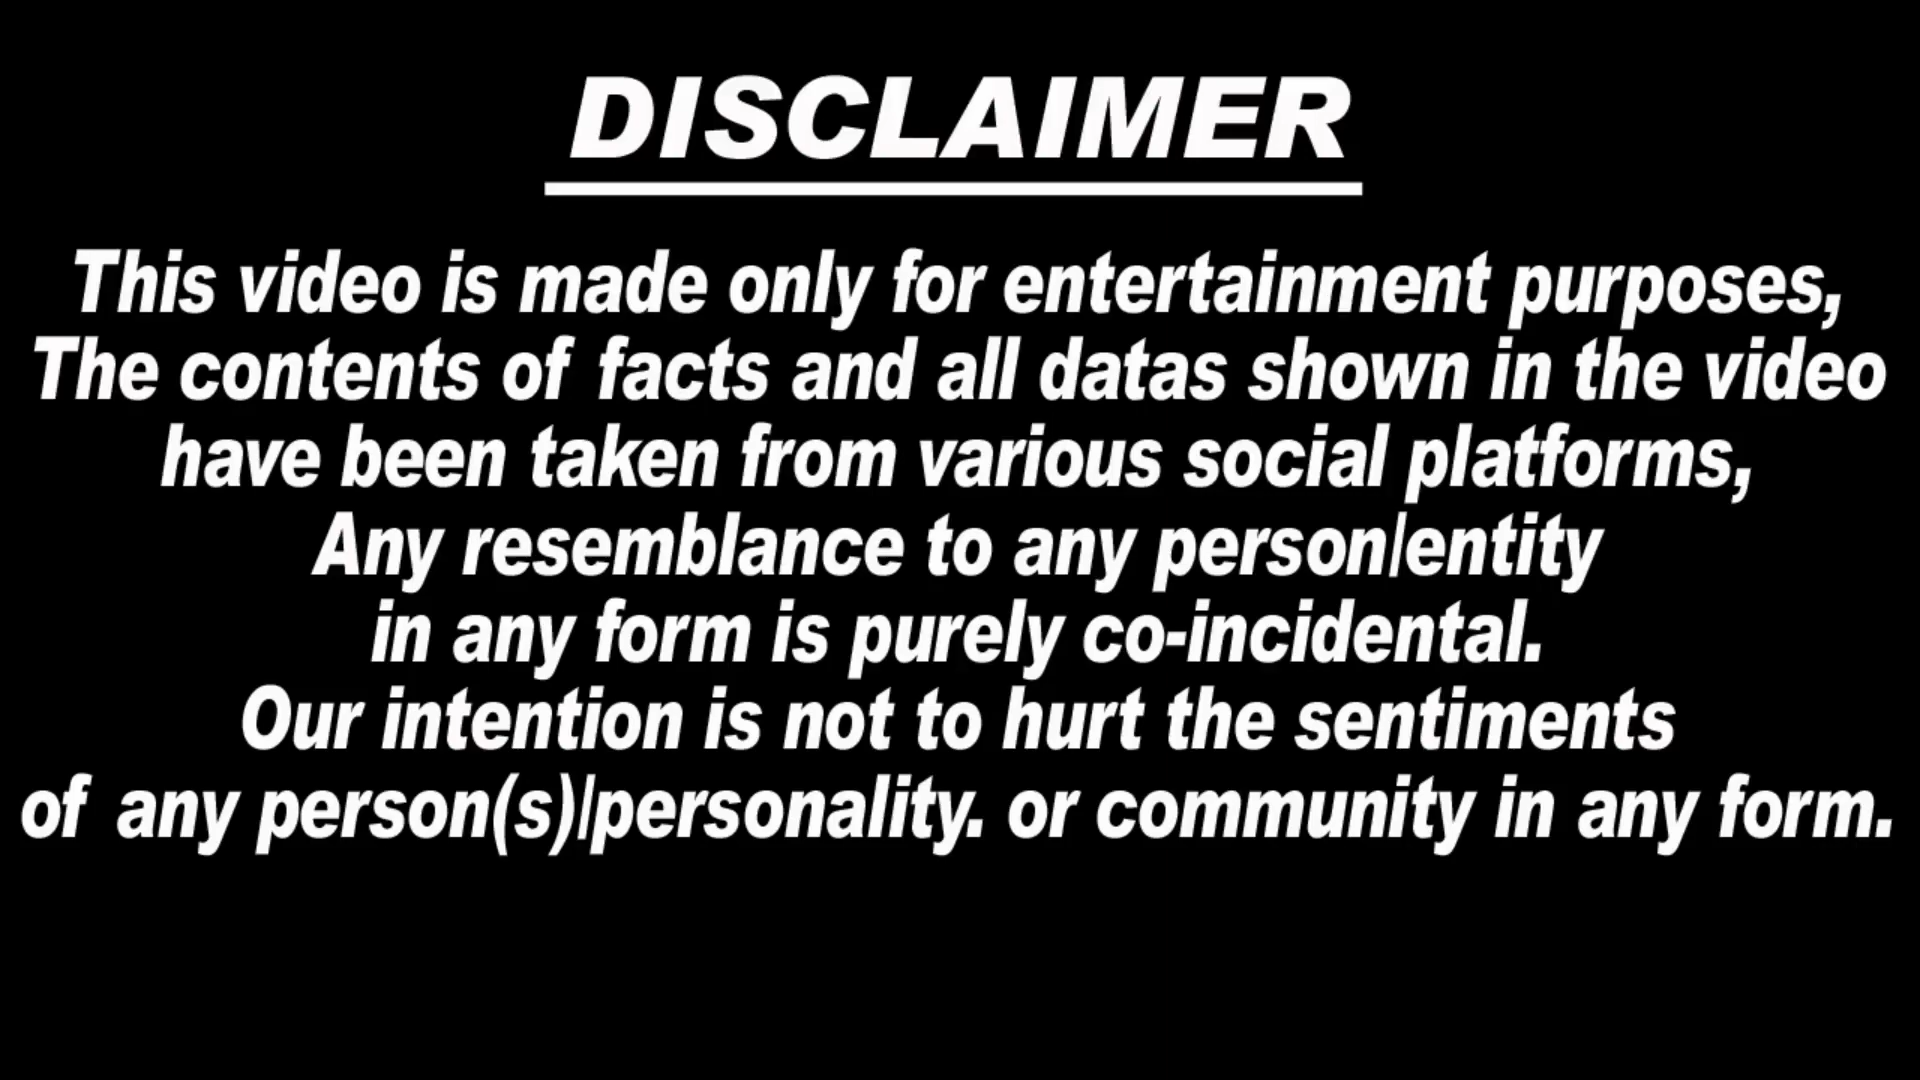 DISCLAIMER
This video is made only for entertainment purposes,
The contents of facts and all datas shown in the video
have been taken from various social platforms,
Any resemblance to any person|entity
in any form is purely co-incidental.
Our intention is not to hurt the sentiments
of any person(s)|personality. or community in any form.